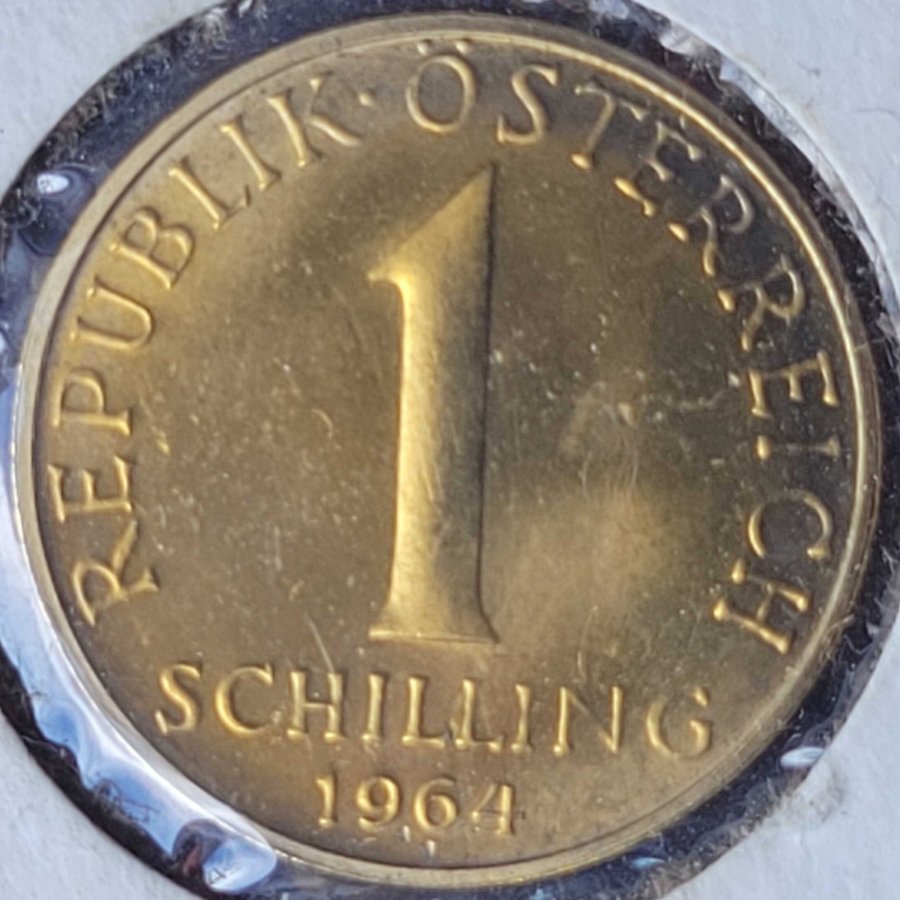 REPUBLIK · ÖSTERREICH
1
SCHILLING
1964